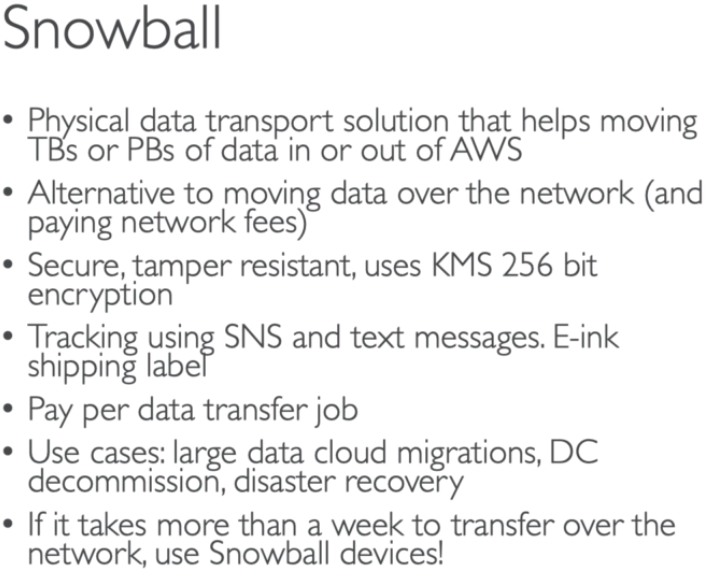 Snowball
• Physical data transport solution that helps moving
TBs or PBs of data in or out of AWS
• Alternative to moving data over the network (and
paying network fees)
• Secure, tamper resistant, uses KMS 256 bit
encryption
• Tracking using SNS and text messages. E-ink
shipping label
• Pay per data transfer job
• Use cases: large data cloud migrations, DC
decommission, disaster recovery
• If it takes more than a week to transfer over the
network, use Snowball devices!